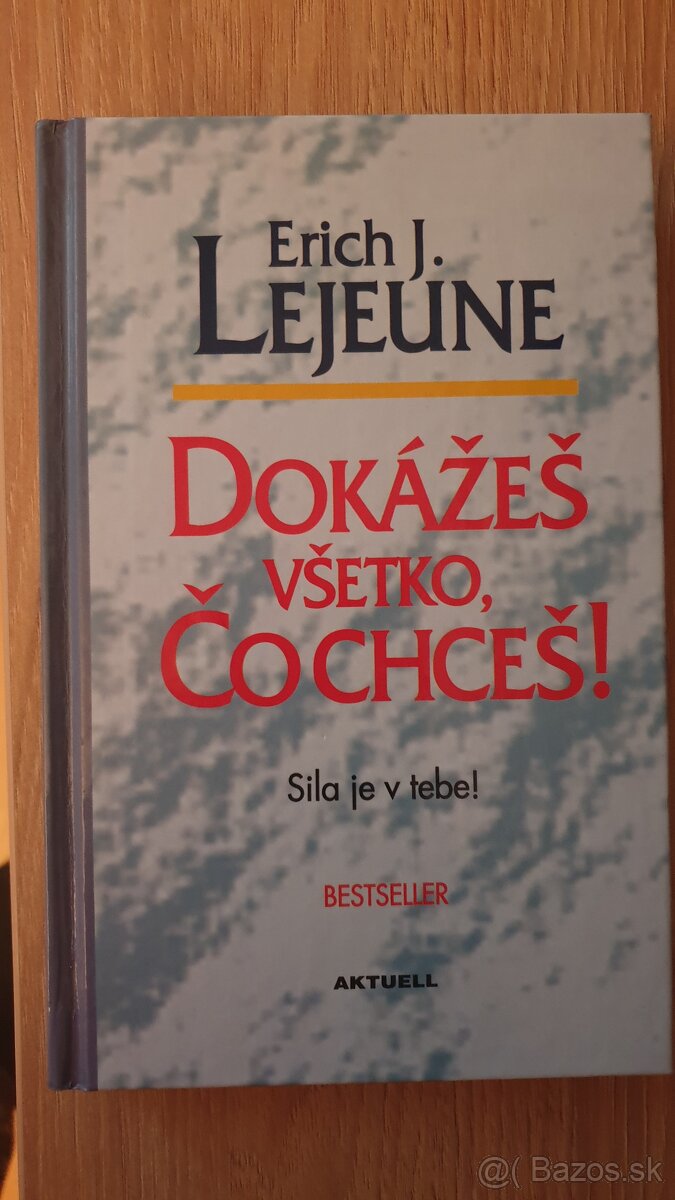 Erich J.
LEJEUNE
DOKÁŽEŠ
VŠETKO,
ČO CHCEŠ!
Sila je v tebe!
BESTSELLER
AKTUELL
@( Bazos.sk